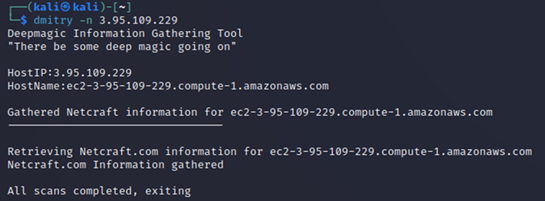 ┌──(kali㉿kali)-[~]
└─$ dmitry -n 3.95.109.229
Deepmagic Information Gathering Tool
"There be some deep magic going on"
HostIP:3.95.109.229
HostName:ec2-3-95-109-229.compute-1.amazonaws.com
Gathered Netcraft information for ec2-3-95-109-229.compute-1.amazonaws.com
---------------------------------
Retrieving Netcraft.com information for ec2-3-95-109-229.compute-1.amazonaws.com
Netcraft.com Information gathered
All scans completed, exiting